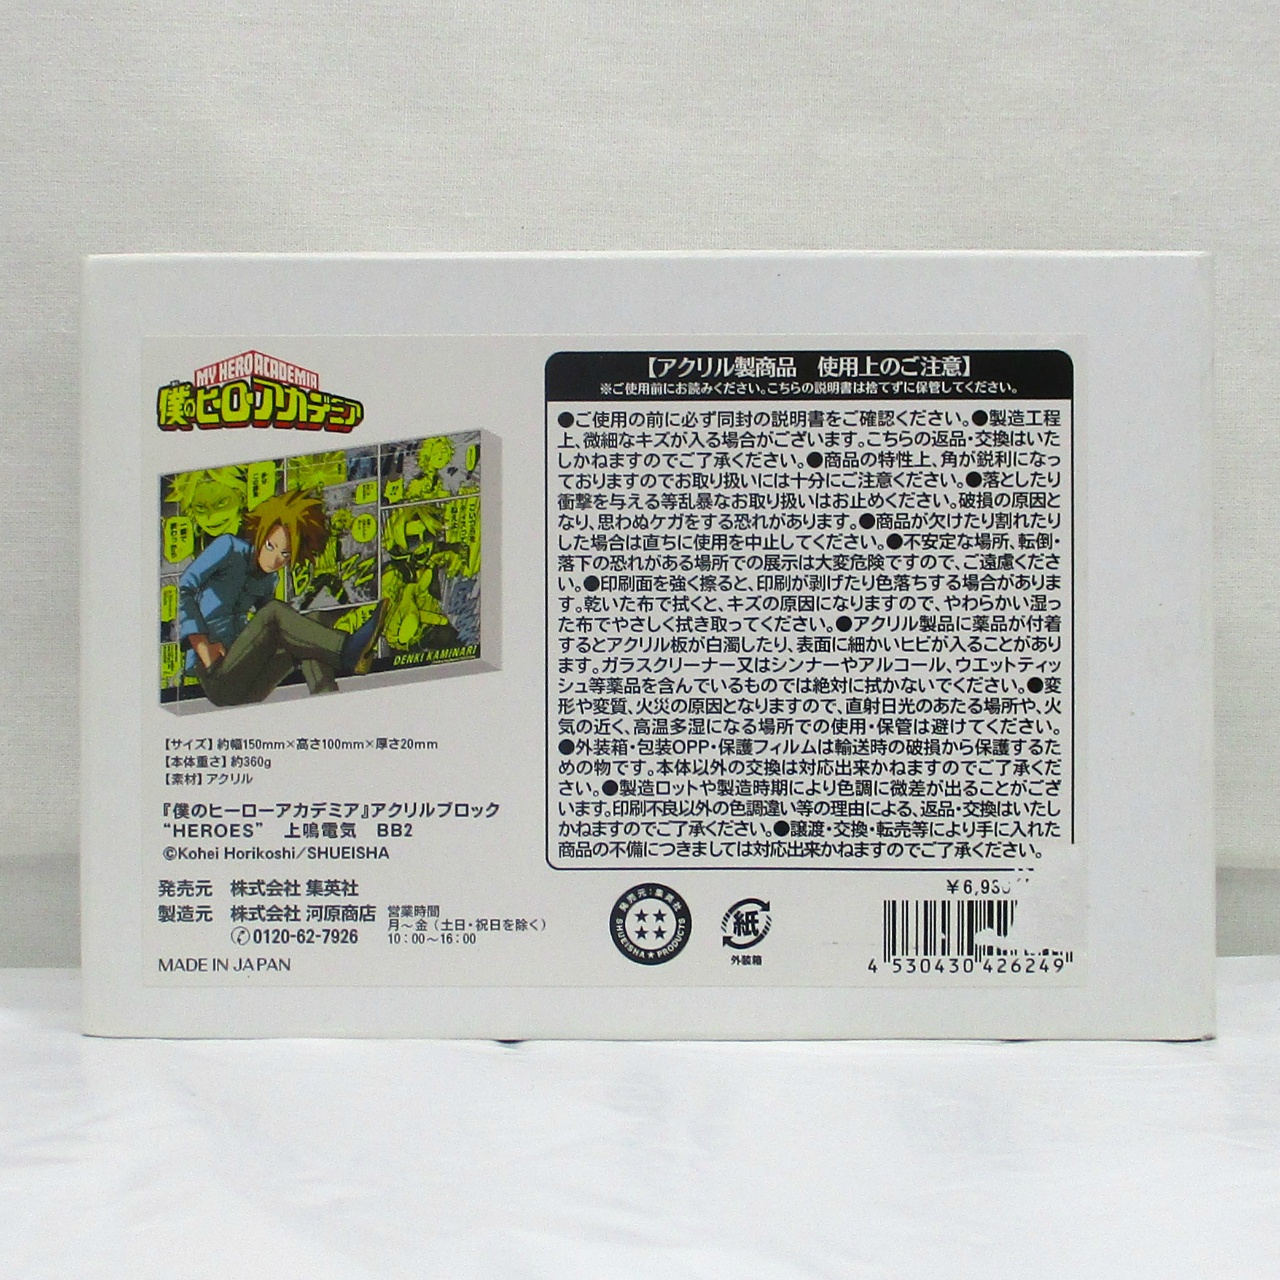 MY HERO ACADEMIA
僕のヒーローアカデミア
DENKI KAMINARI
【サイズ】約幅150mm×高さ100mm×厚さ20mm
【本体重さ】約360g
【素材】アクリル
『僕のヒーローアカデミア』アクリルブロック
“HEROES” 上鳴電気 BB2
©Kohei Horikoshi/SHUEISHA
発売元 株式会社 集英社
製造元 株式会社 河原商店
0120-62-7926
営業時間
月〜金（土日・祝日を除く）
10：00〜16：00
MADE IN JAPAN
【アクリル製商品 使用上のご注意】
※ご使用前にお読みください。こちらの説明書は捨てずに保管してください。
●ご使用の前に必ず同封の説明書をご確認ください。●製造工程
上、微細なキズが入る場合がございます。こちらの返品・交換はいた
しかねますのでご了承ください。●商品の特性上、角が鋭利になっ
ておりますのでお取り扱いには十分にご注意ください。●落としたり
衝撃を与える等乱暴なお取り扱いはお止めください。破損の原因と
なり、思わぬケガをする恐れがあります。●商品が欠けたり割れたり
した場合は直ちに使用を中止してください。●不安定な場所、転倒・
落下の恐れがある場所での展示は大変危険ですので、ご遠慮くださ
い。●印刷面を強く擦ると、印刷が剥げたり色落ちする場合がありま
す。乾いた布で拭くと、キズの原因になりますので、やわらかい湿っ
た布でやさしく拭き取ってください。●アクリル製品に薬品が付着
するとアクリル板が白濁したり、表面に細かいヒビが入ることがあり
ます。ガラスクリーナー又はシンナーやアルコール、ウエットティッ
シュ等薬品を含んでいるものでは絶対に拭かないでください。●変
形や変質、火災の原因となりますので、直射日光のあたる場所や、火
気の近く、高温多湿になる場所での使用・保管は避けてください。
●外装箱・包装OPP・保護フィルムは輸送時の破損から保護するた
めの物です。本体以外の交換は対応出来かねますのでご了承くださ
い。●製造ロットや製造時期により色調に微差が出ることがござ
います。印刷不良以外の色調違い等の理由による、返品・交換はいたし
かねますのでご了承ください。●譲渡・交換・転売等により手に入れた
商品の不備につきましては対応出来かねますのでご了承ください。
発売元：集英社
SHUEISHA★PRODUCTS
紙
外装箱
4 530430 426249